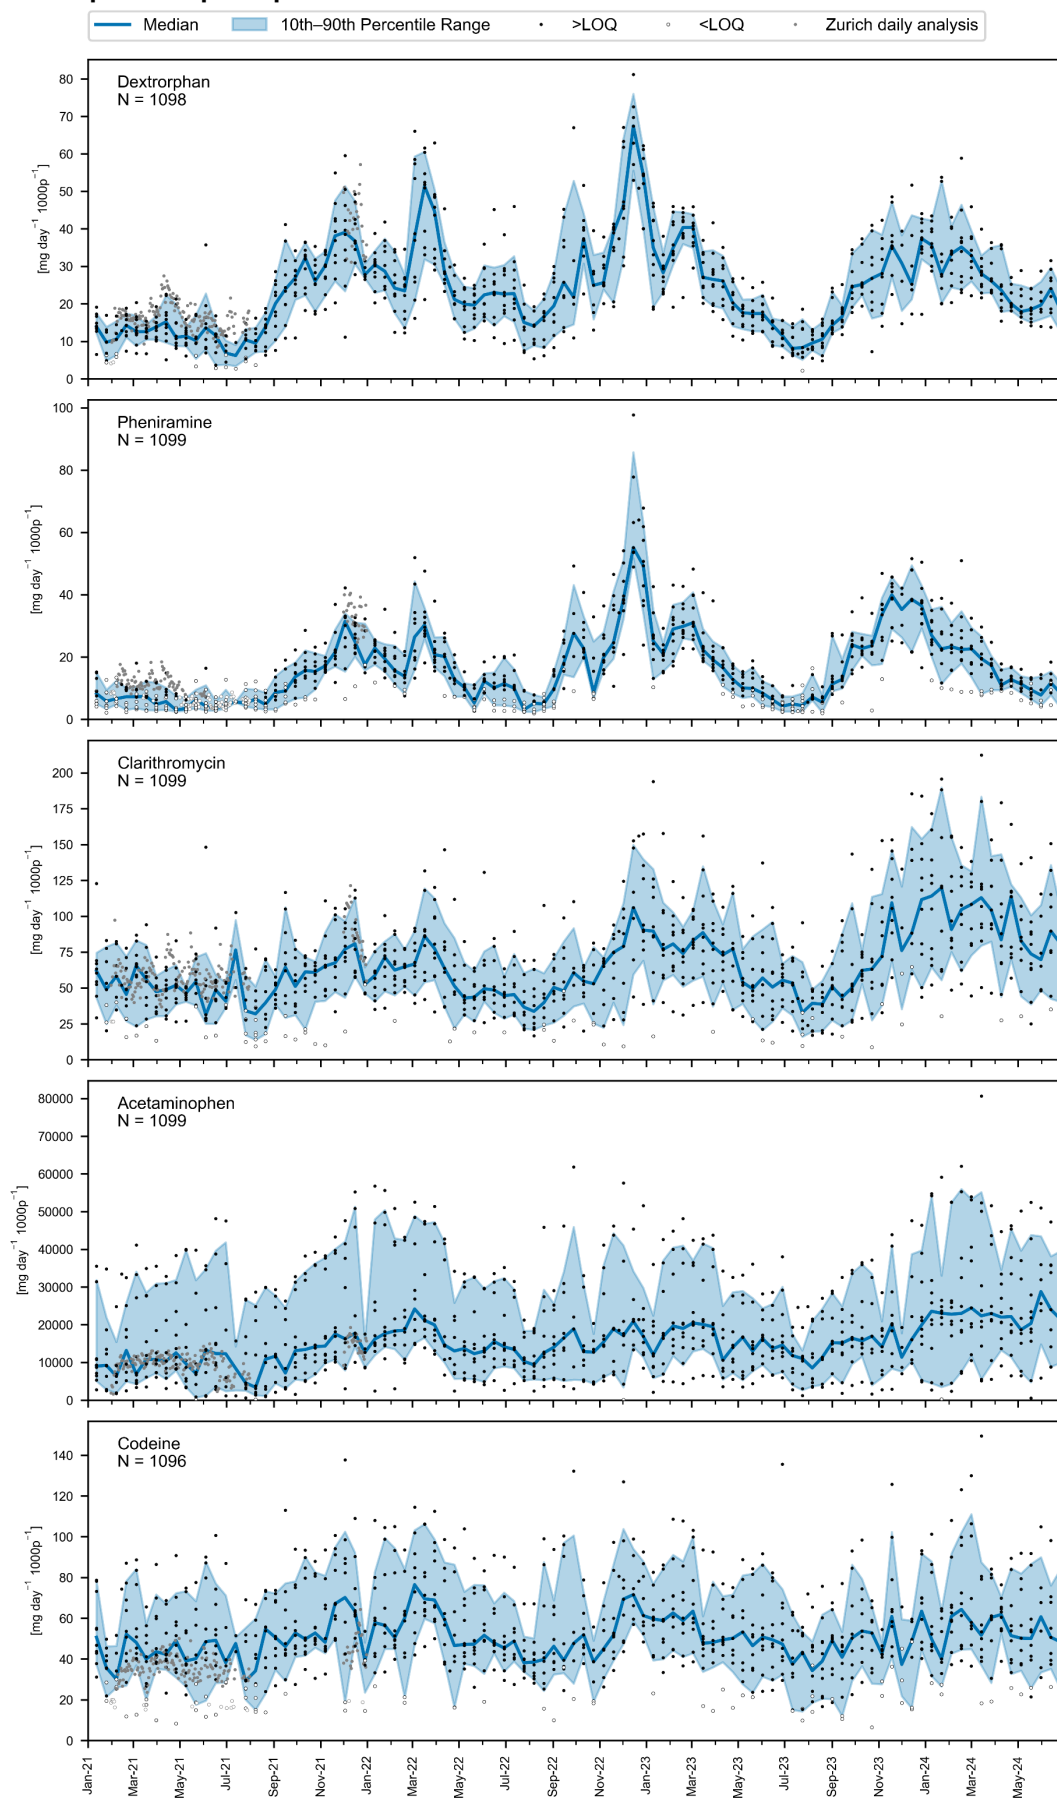 Median 10th–90th Percentile Range >LOQ <LOQ Zurich daily analysis
Dextrorphan
N = 1098
[mg day⁻¹ 1000p⁻¹]
80
70
60
50
40
30
20
10
0
Pheniramine
N = 1099
[mg day⁻¹ 1000p⁻¹]
100
80
60
40
20
0
Clarithromycin
N = 1099
[mg day⁻¹ 1000p⁻¹]
200
175
150
125
100
75
50
25
0
Acetaminophen
N = 1099
[mg day⁻¹ 1000p⁻¹]
80000
70000
60000
50000
40000
30000
20000
10000
0
Codeine
N = 1096
[mg day⁻¹ 1000p⁻¹]
140
120
100
80
60
40
20
0
Jan-21 Mar-21 May-21 Jul-21 Sep-21 Nov-21 Jan-22 Mar-22 May-22 Jul-22 Sep-22 Nov-22 Jan-23 Mar-23 May-23 Jul-23 Sep-23 Nov-23 Jan-24 Mar-24 May-24